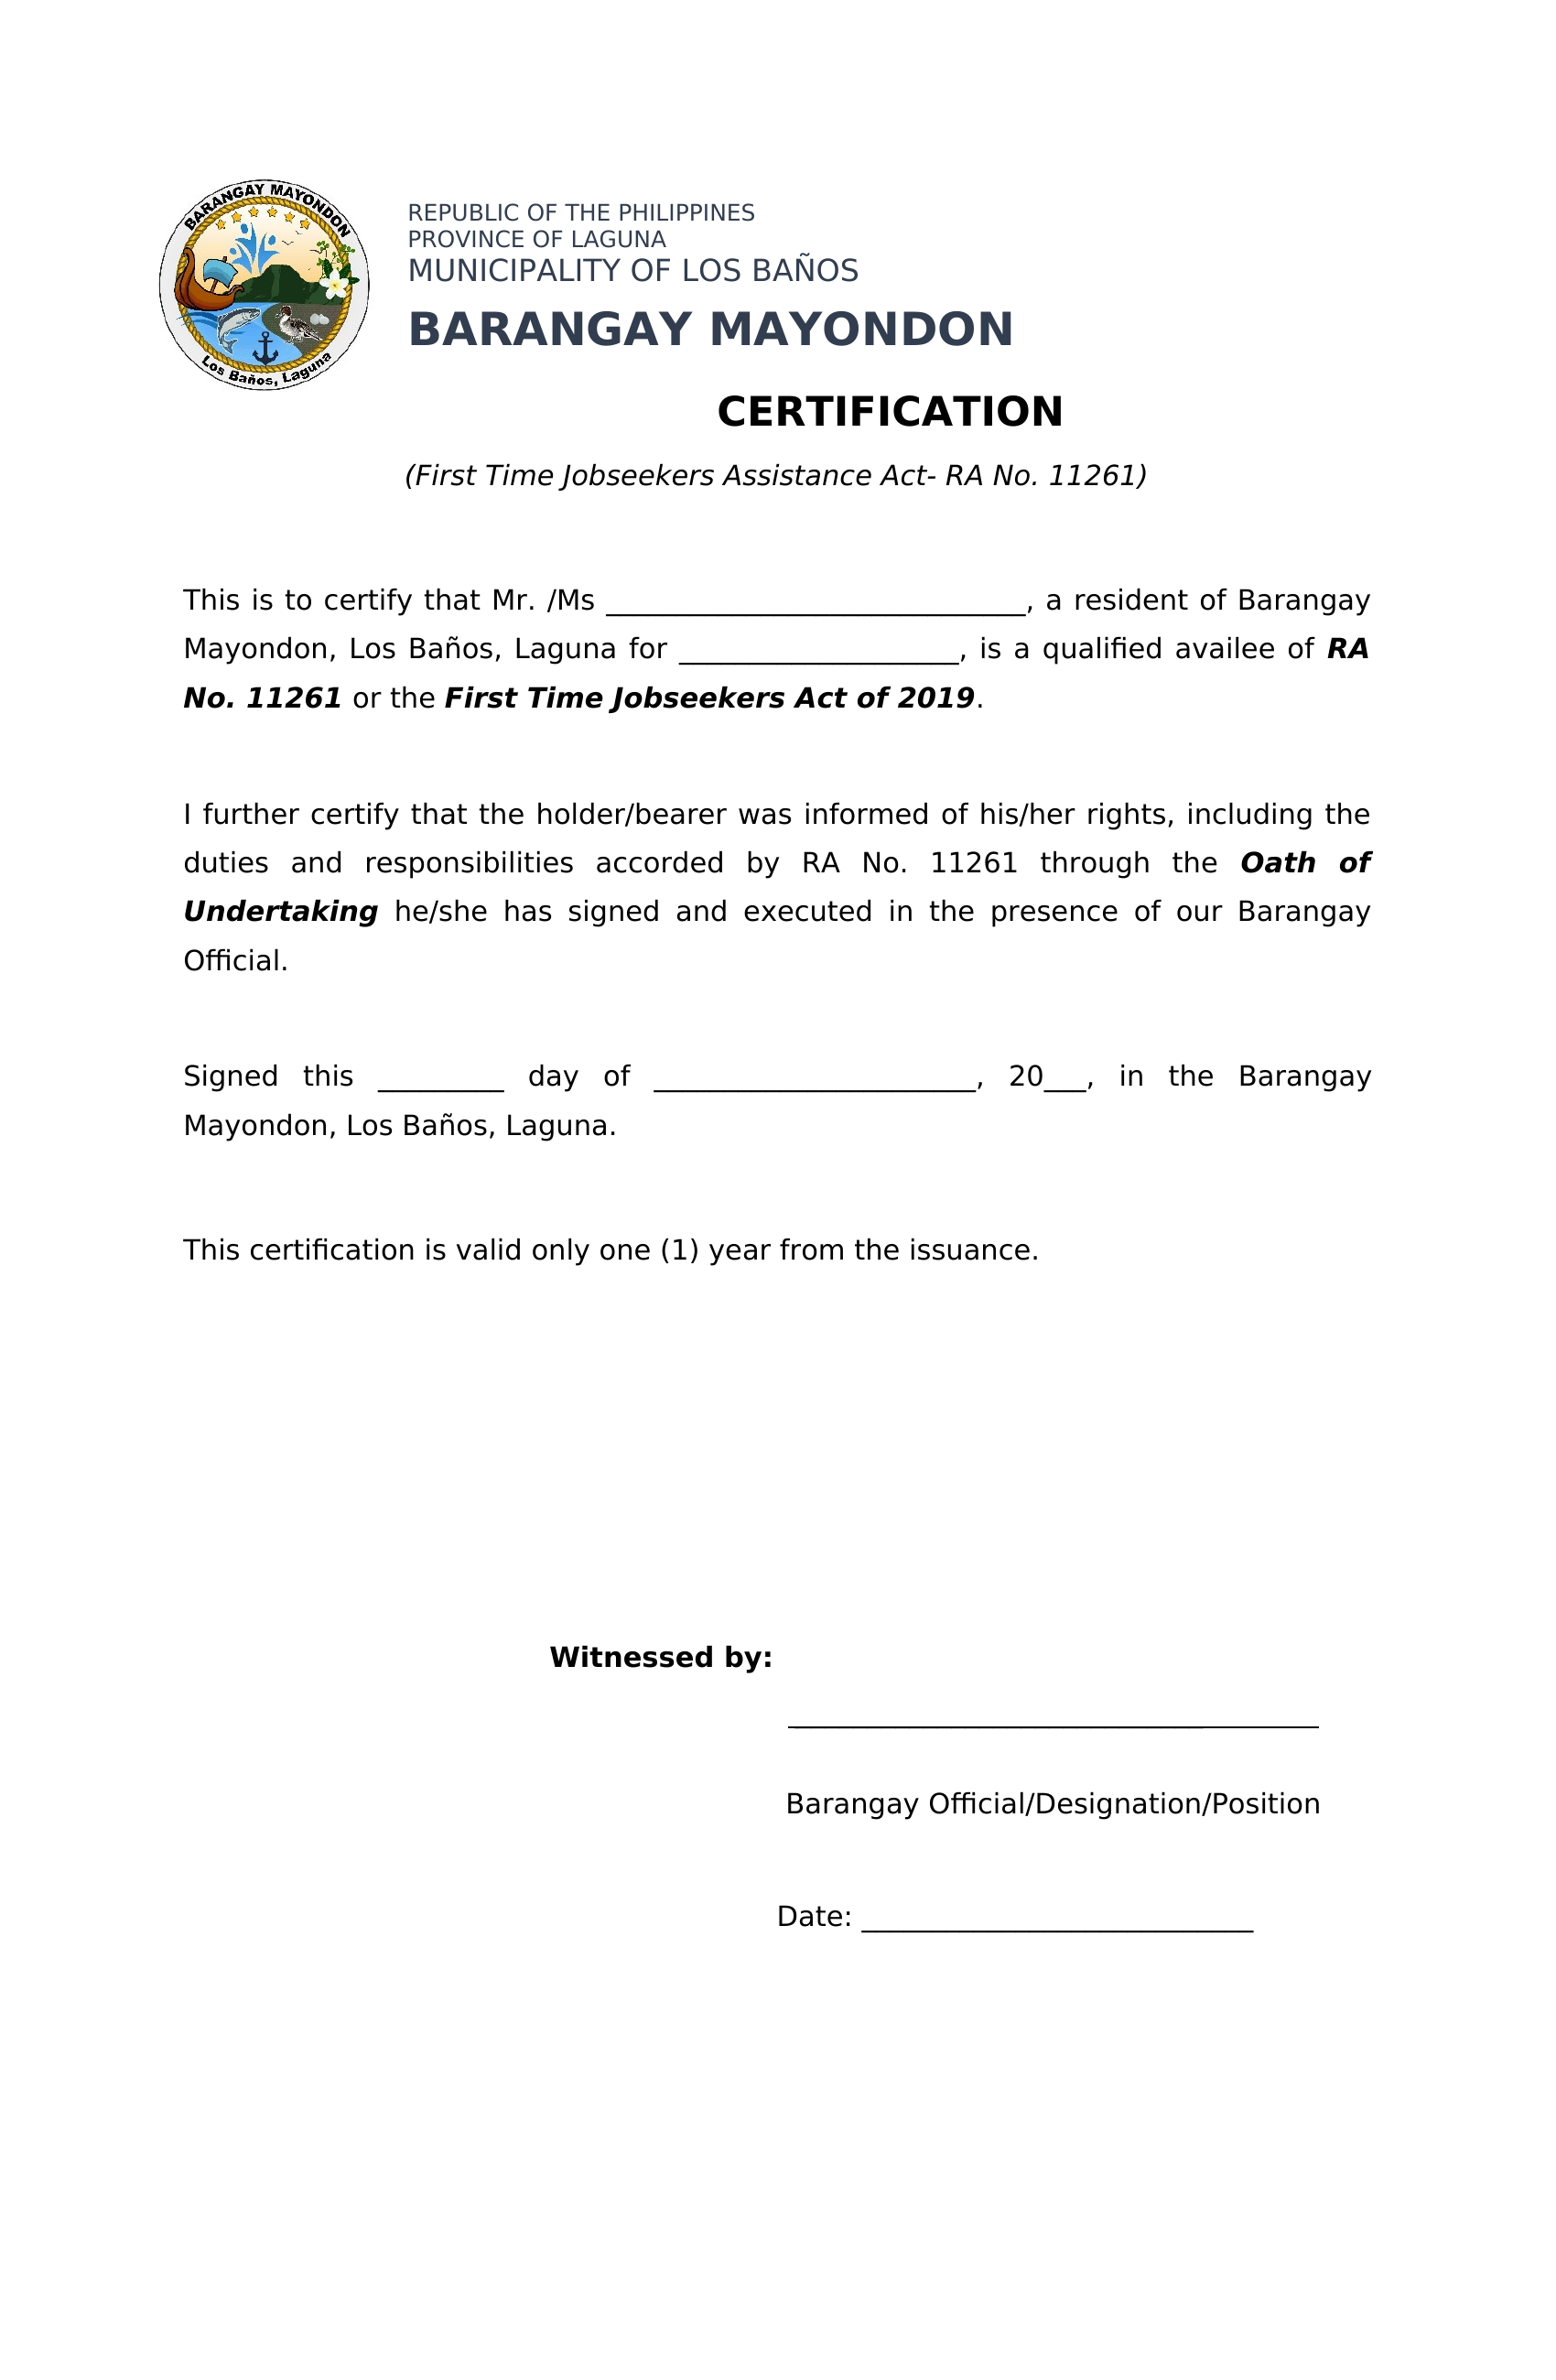 BARANGAY MAYONDON
Los Baños, Laguna
REPUBLIC OF THE PHILIPPINES
PROVINCE OF LAGUNA
MUNICIPALITY OF LOS BAÑOS
BARANGAY MAYONDON
CERTIFICATION
(First Time Jobseekers Assistance Act- RA No. 11261)
This is to certify that Mr. /Ms ______________________________, a resident of Barangay
Mayondon, Los Baños, Laguna for ____________________, is a qualified availee of RA
No. 11261 or the First Time Jobseekers Act of 2019.
I further certify that the holder/bearer was informed of his/her rights, including the
duties and responsibilities accorded by RA No. 11261 through the Oath of
Undertaking he/she has signed and executed in the presence of our Barangay
Official.
Signed this _________ day of _______________________, 20___, in the Barangay
Mayondon, Los Baños, Laguna.
This certification is valid only one (1) year from the issuance.
Witnessed by:
______________________________________
Barangay Official/Designation/Position
Date: ____________________________